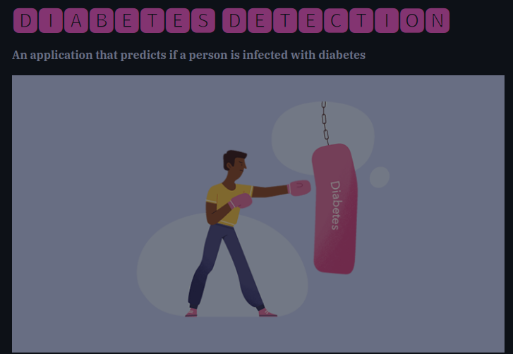 DIABETES DETECTION
An application that predicts if a person is infected with diabetes
Diabetes